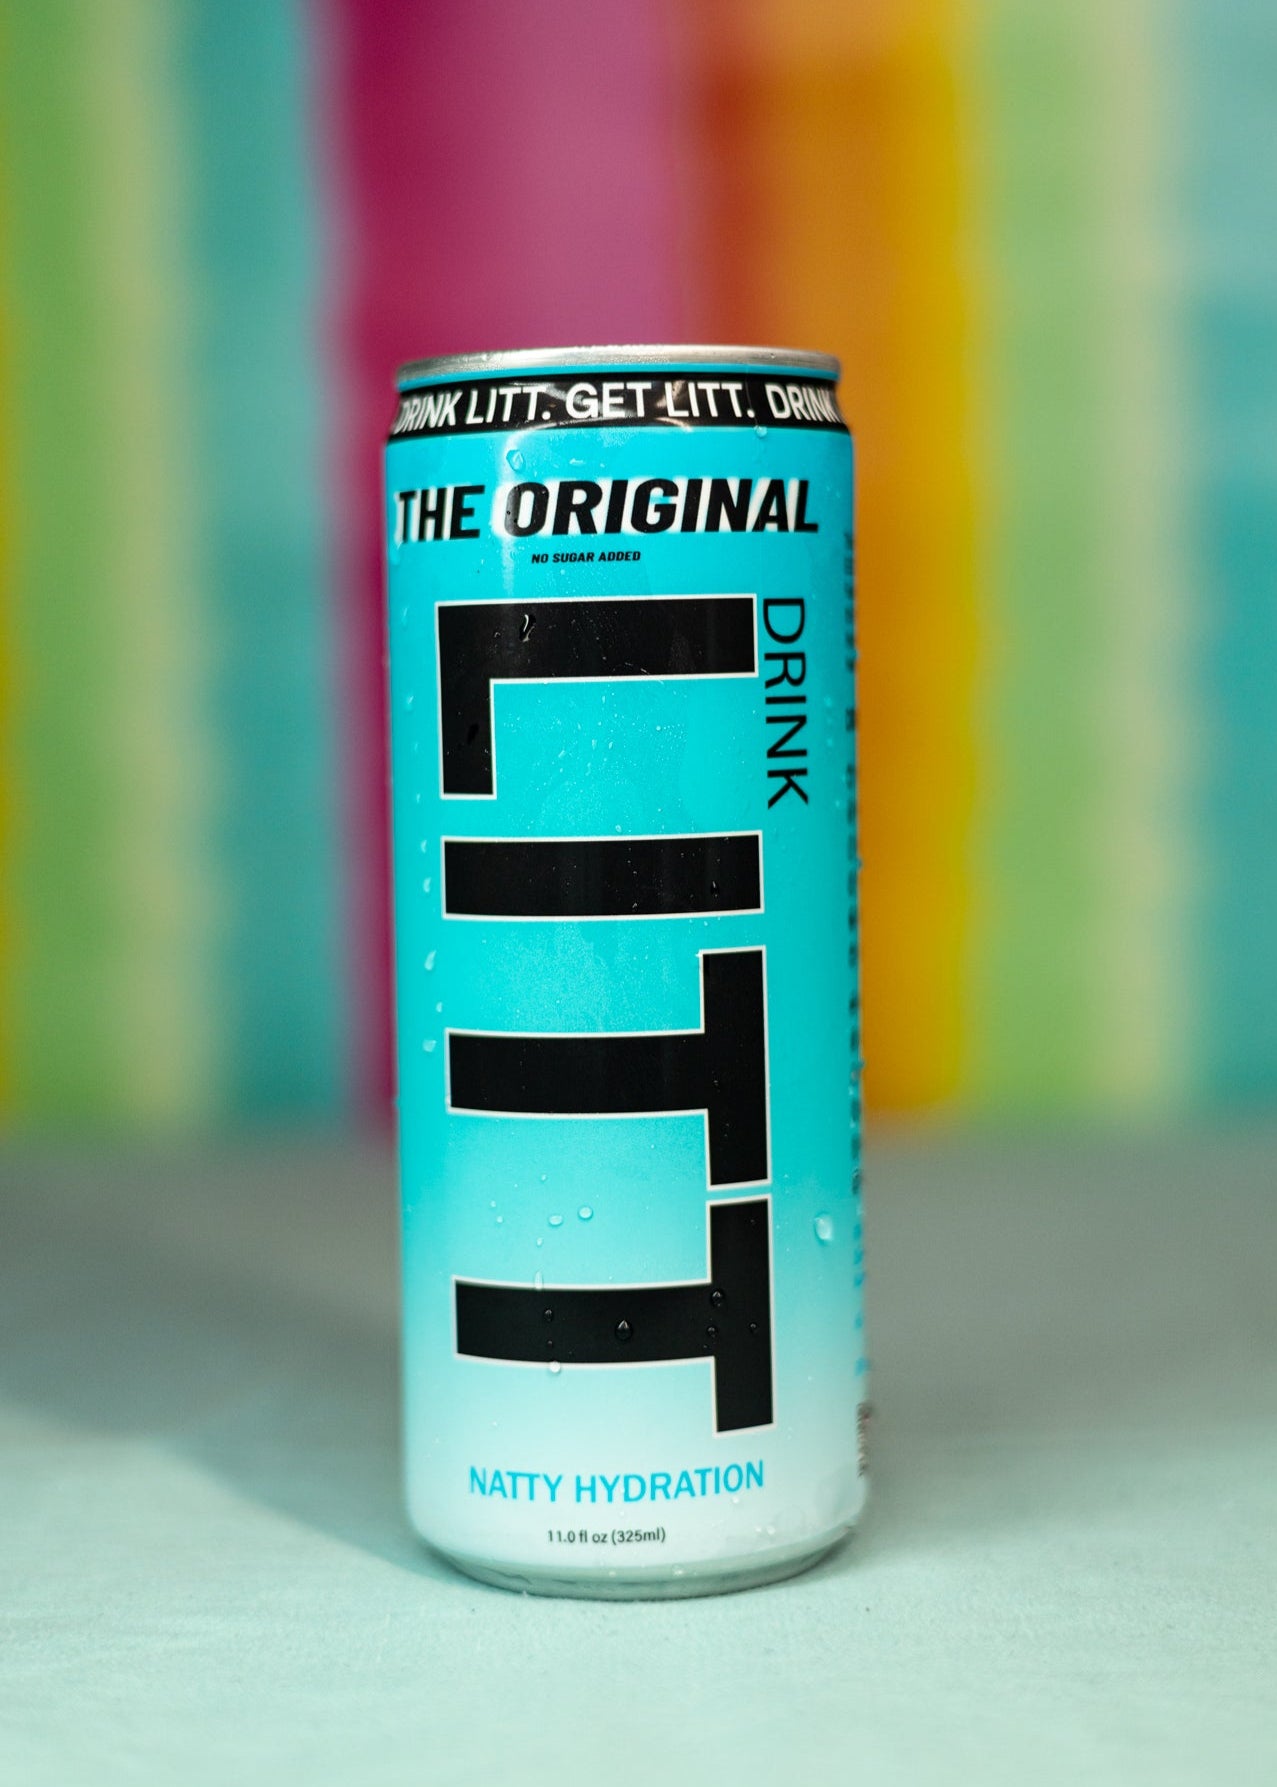 DRINK LITT. GET LITT. DRINK
THE ORIGINAL
NO SUGAR ADDED
DRINK
LITT
NATTY HYDRATION
11.0 fl oz (325ml)